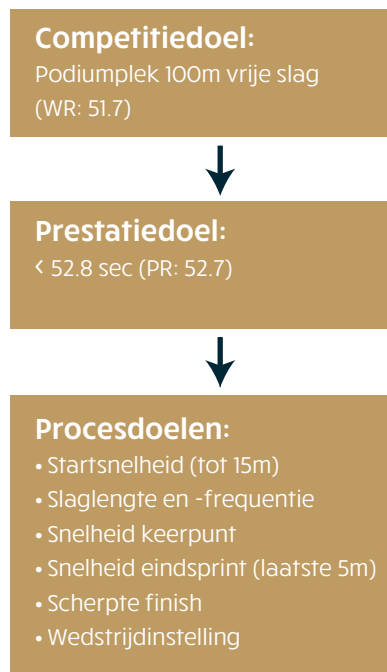 Competitiedoel:
Podiumplek 100m vrije slag
(WR: 51.7)
Prestatiedoel:
< 52.8 sec (PR: 52.7)
Procesdoelen:
• Startsnelheid (tot 15m)
• Slaglengte en -frequentie
• Snelheid keerpunt
• Snelheid eindsprint (laatste 5m)
• Scherpte finish
• Wedstrijdinstelling